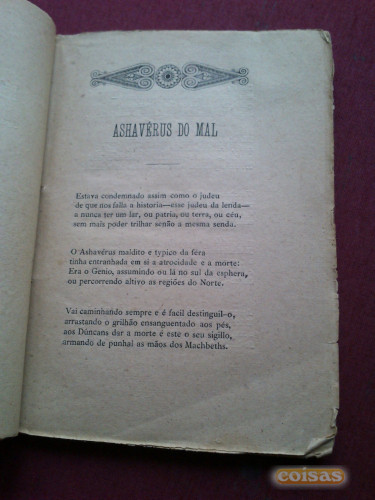 ASHAVÊRUS DO MAL
Estava condemnado assim como o judeu
de que nos falla a historia—esse judeu da lenda—
a nunca ter um lar, ou patria, ou terra, ou céu,
sem mais poder trilhar senão a mesma senda.
O Ashavérus maldito e typico da féra
tinha entranhada em si a atrocidade e a morte:
Era o Genio, assumindo ou lá no sul da esphera,
ou percorrendo altivo as regiões do Norte.
Vai caminhando sempre e é facil destinguil-o,
arrastando o grilhão ensanguentado aos pés,
aos Dúncans dar a morte é este o seu sigillo,
armando de punhal as mãos dos Machbeths.
coisas